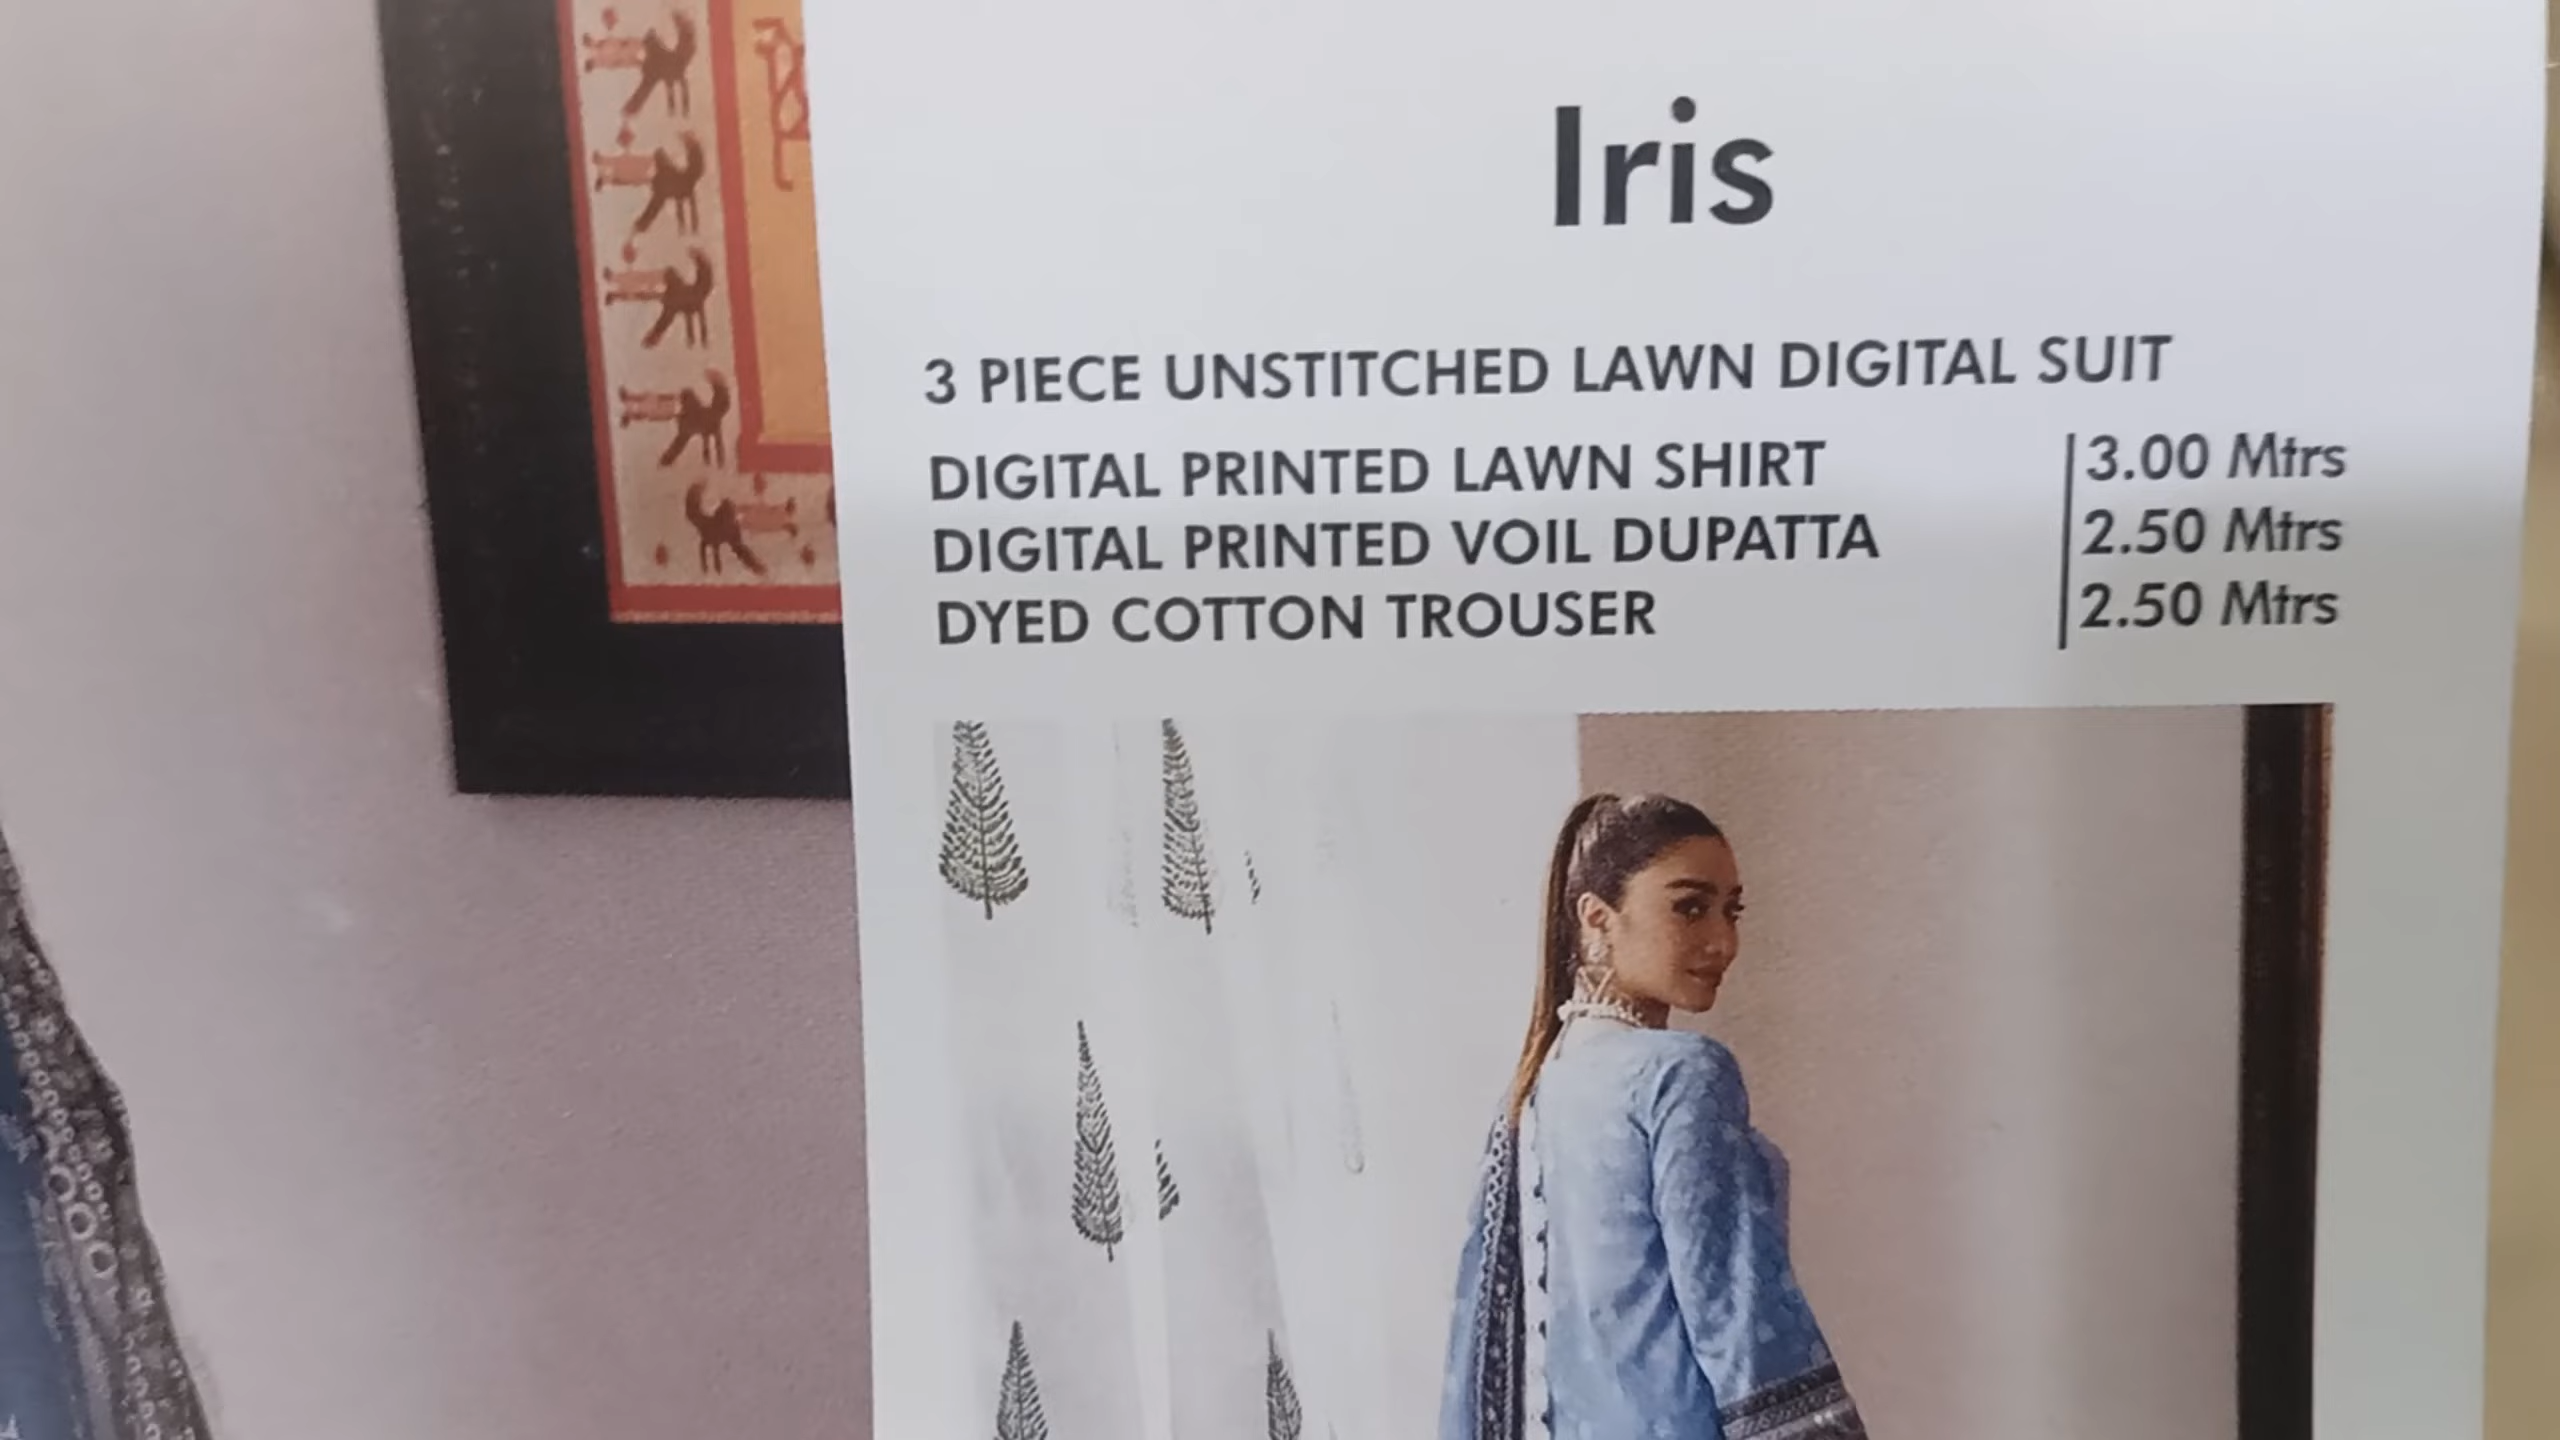 Iris
3 PIECE UNSTITCHED LAWN DIGITAL SUIT
DIGITAL PRINTED LAWN SHIRT 3.00 Mtrs
DIGITAL PRINTED VOIL DUPATTA 2.50 Mtrs
DYED COTTON TROUSER 2.50 Mtrs